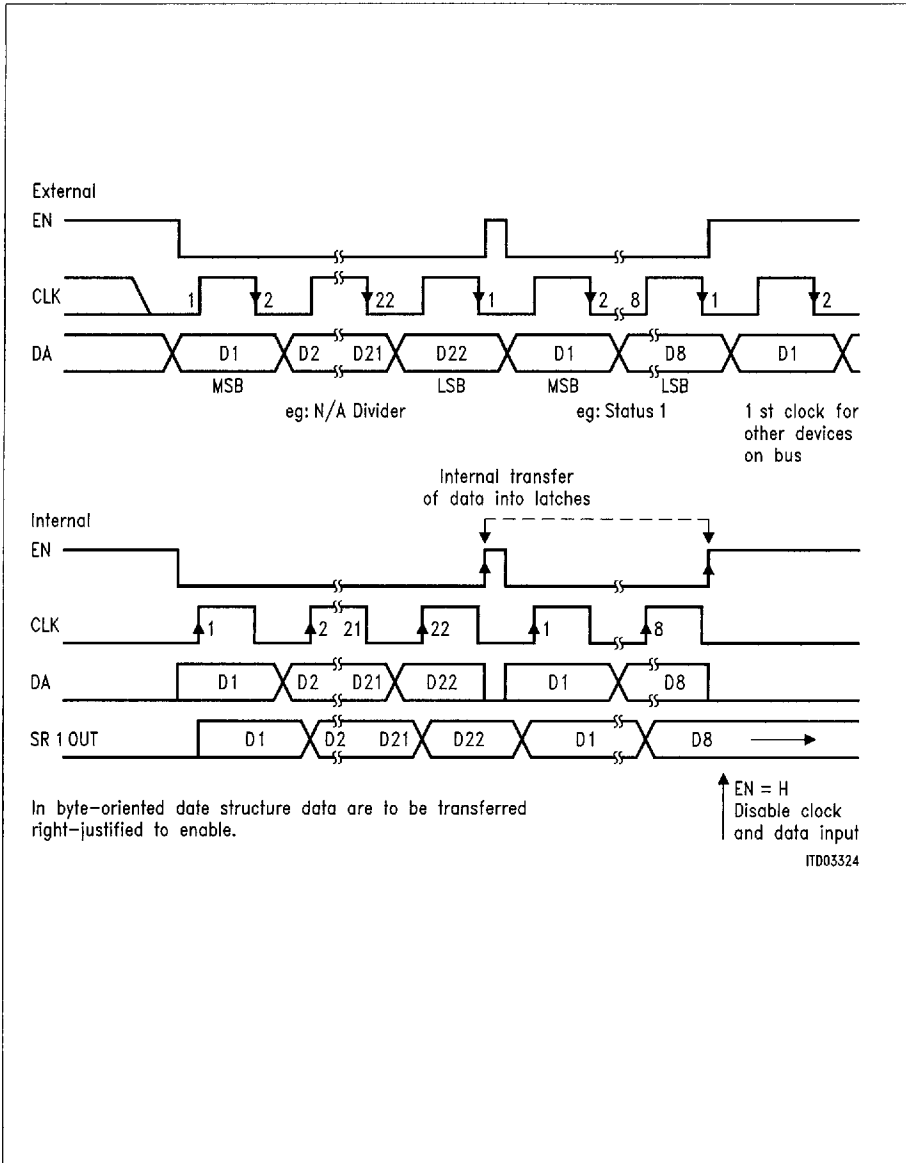 External
EN
CLK 1 2 22 1 2 8 1 2
DA D1 D2 D21 D22 D1 D8 D1
MSB LSB MSB LSB
eg: N/A Divider eg: Status 1 1 st clock for
other devices
on bus
Internal transfer
of data into latches
Internal
EN
CLK 1 2 21 22 1 8
DA D1 D2 D21 D22 D1 D8
SR 1 OUT D1 D2 D21 D22 D1 D8
In byte-oriented date structure data are to be transferred
right-justified to enable.
EN = H
Disable clock
and data input
ITD03324